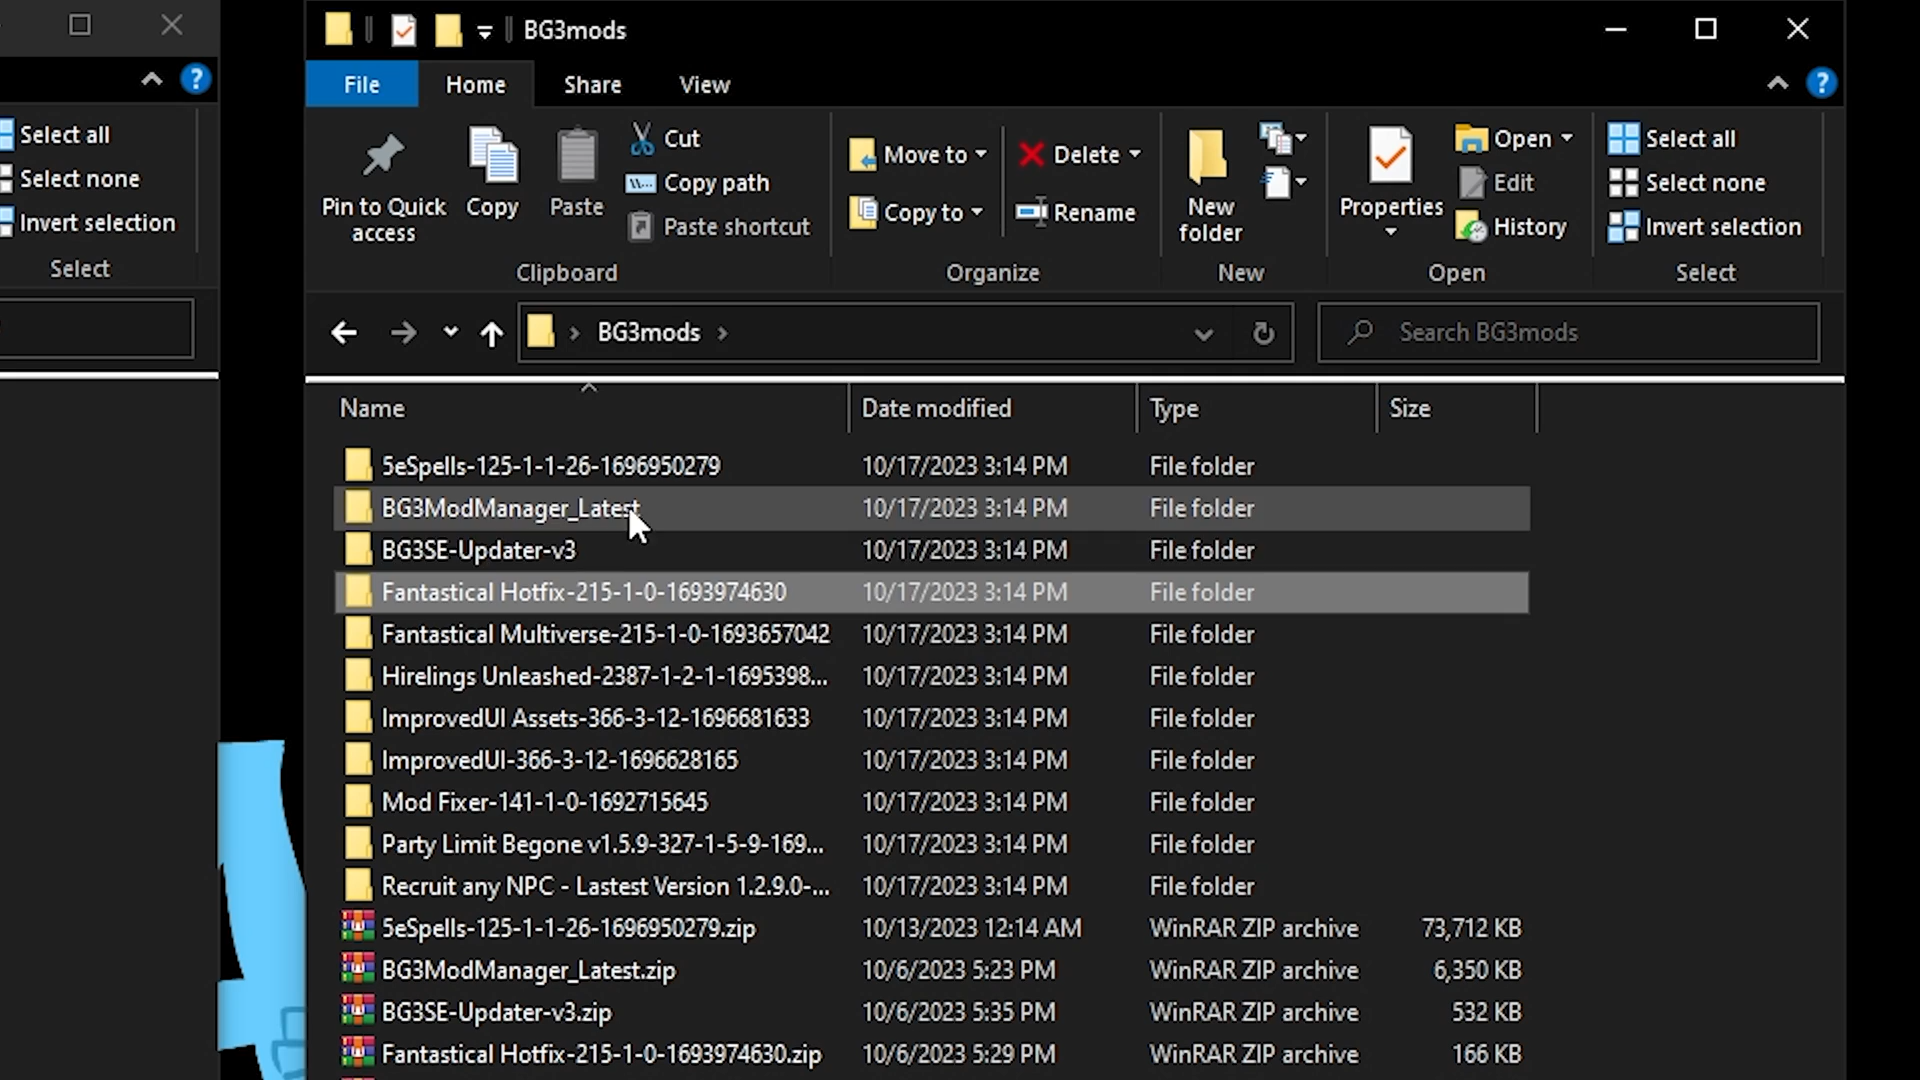 BG3mods
File Home Share View
Select all
Select none
Invert selection
Select
Pin to Quick access
Copy
Paste
Cut
Copy path
Paste shortcut
Clipboard
Move to
Copy to
Delete
Rename
Organize
New folder
New
Properties
Open
Edit
History
Open
Select all
Select none
Invert selection
Select
BG3mods
Search BG3mods
Name Date modified Type Size
5eSpells-125-1-1-26-1696950279 10/17/2023 3:14 PM File folder
BG3ModManager_Latest 10/17/2023 3:14 PM File folder
BG3SE-Updater-v3 10/17/2023 3:14 PM File folder
Fantastical Hotfix-215-1-0-1693974630 10/17/2023 3:14 PM File folder
Fantastical Multiverse-215-1-0-1693657042 10/17/2023 3:14 PM File folder
Hirelings Unleashed-2387-1-2-1-1695398... 10/17/2023 3:14 PM File folder
ImprovedUI Assets-366-3-12-1696681633 10/17/2023 3:14 PM File folder
ImprovedUI-366-3-12-1696628165 10/17/2023 3:14 PM File folder
Mod Fixer-141-1-0-1692715645 10/17/2023 3:14 PM File folder
Party Limit Begone v1.5.9-327-1-5-9-169... 10/17/2023 3:14 PM File folder
Recruit any NPC - Lastest Version 1.2.9.0-... 10/17/2023 3:14 PM File folder
5eSpells-125-1-1-26-1696950279.zip 10/13/2023 12:14 AM WinRAR ZIP archive 73,712 KB
BG3ModManager_Latest.zip 10/6/2023 5:23 PM WinRAR ZIP archive 6,350 KB
BG3SE-Updater-v3.zip 10/6/2023 5:35 PM WinRAR ZIP archive 532 KB
Fantastical Hotfix-215-1-0-1693974630.zip 10/6/2023 5:29 PM WinRAR ZIP archive 166 KB